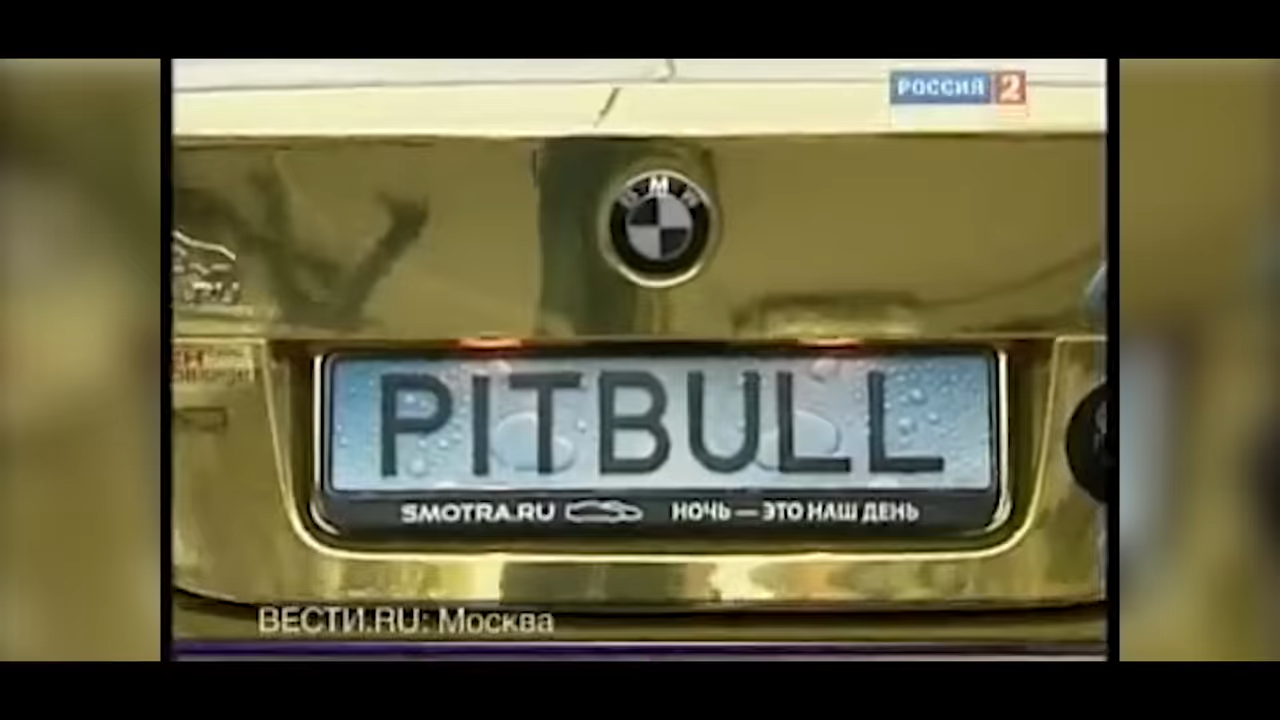 РОССИЯ 2
BMW
PITBULL
SMOTRA.RU НОЧЬ — ЭТО НАШ ДЕНЬ
ВЕСТИ.RU: Москва